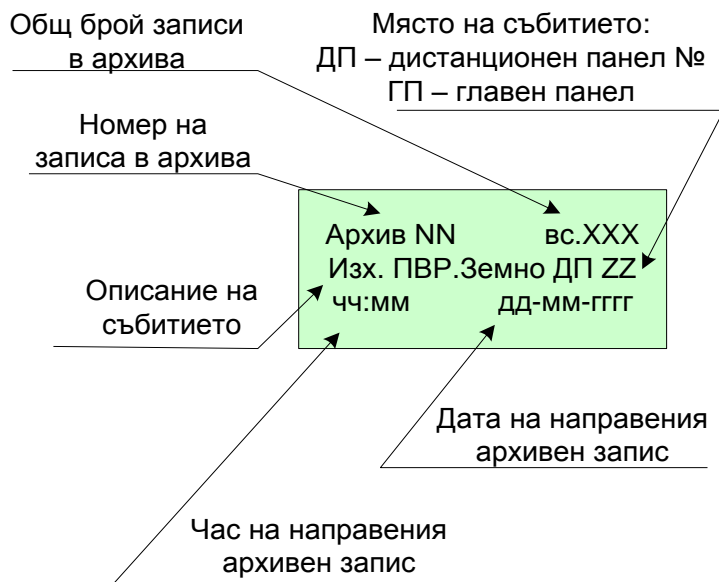 Общ брой записи
в архива
Място на събитието:
ДП – дистанционен панел №
ГП – главен панел
Номер на
записа в архива
Архив NN вс.XXX
Изх. ПВР.Земно ДП ZZ
чч:мм дд-мм-гггг
Описание на
събитието
Дата на направения
архивен запис
Час на направения
архивен запис